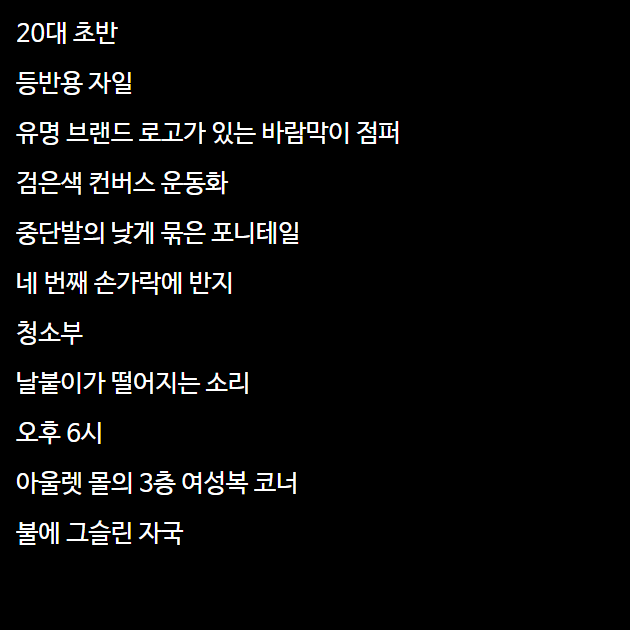 20대 초반
등반용 자일
유명 브랜드 로고가 있는 바람막이 점퍼
검은색 컨버스 운동화
중단발의 낮게 묶은 포니테일
네 번째 손가락에 반지
청소부
날붙이가 떨어지는 소리
오후 6시
아울렛 몰의 3층 여성복 코너
불에 그슬린 자국